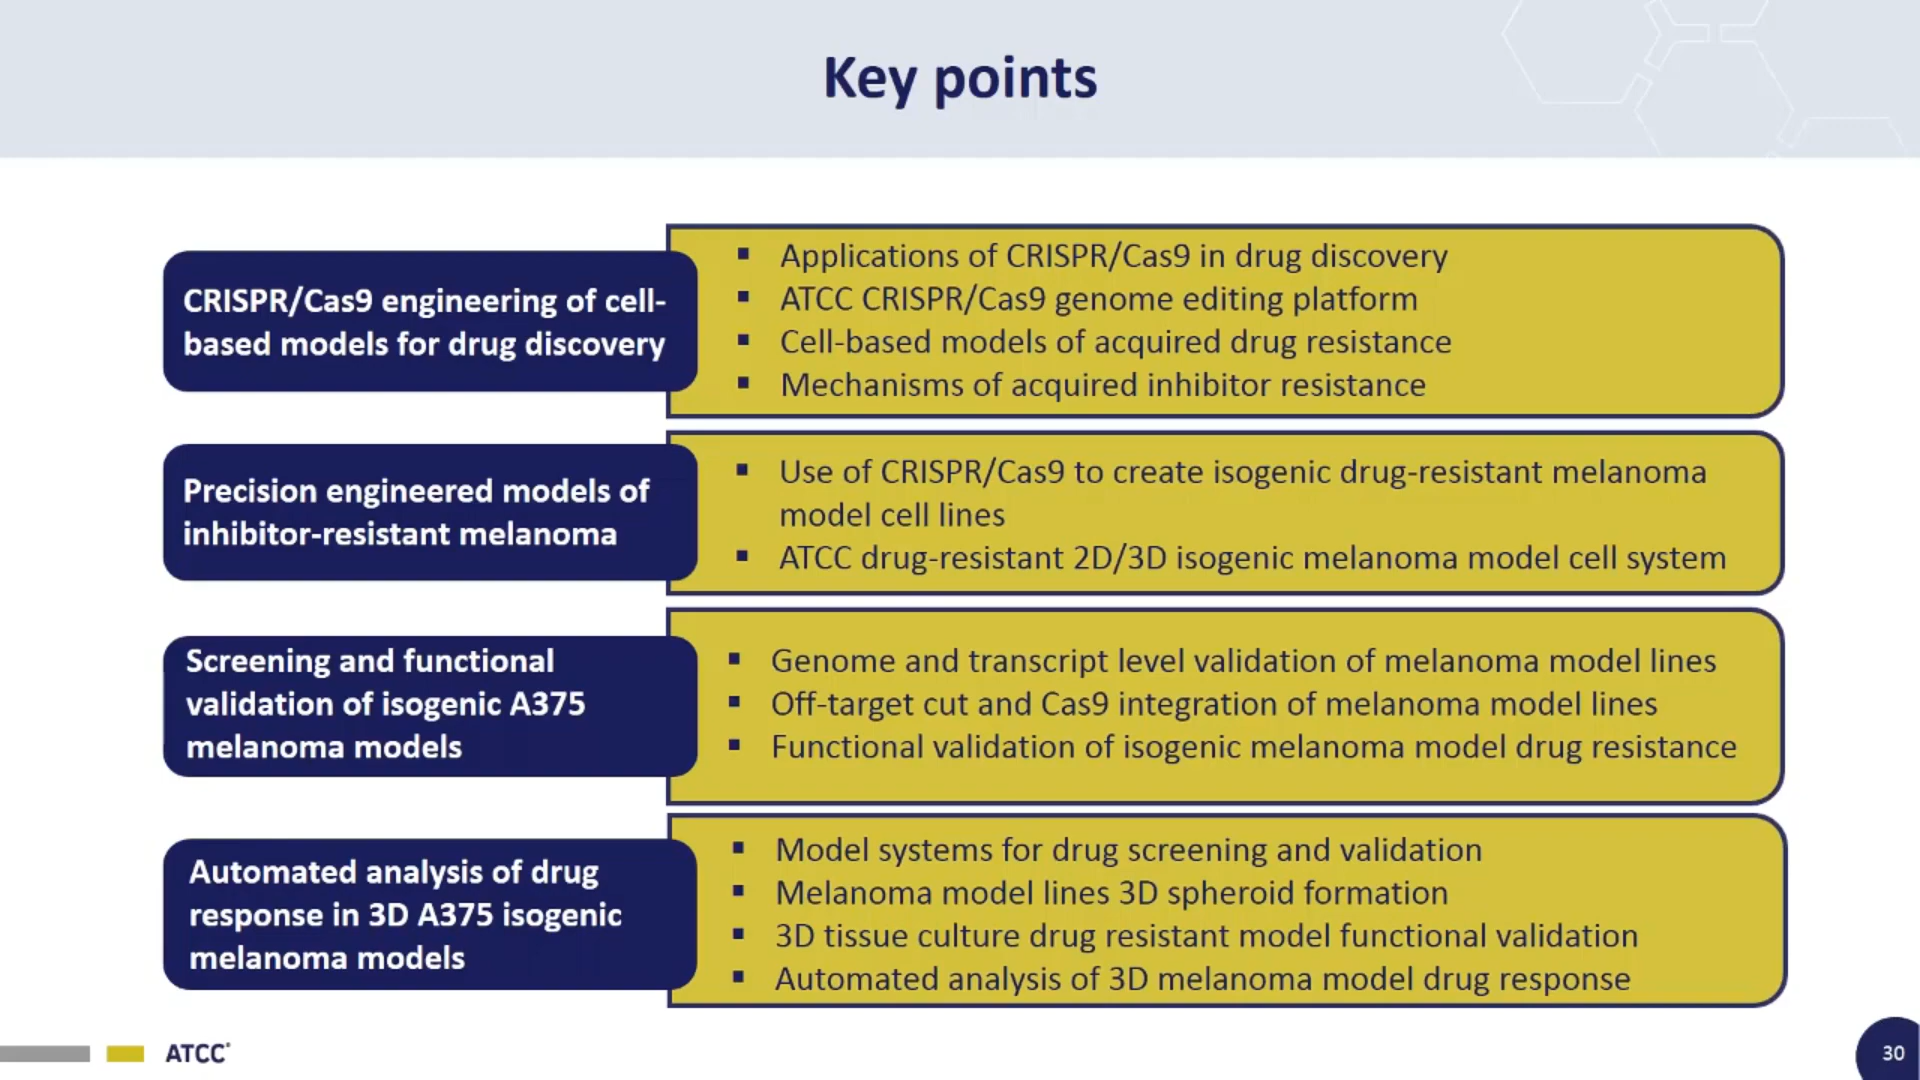 Key points
CRISPR/Cas9 engineering of cell-
based models for drug discovery
▪ Applications of CRISPR/Cas9 in drug discovery
▪ ATCC CRISPR/Cas9 genome editing platform
▪ Cell-based models of acquired drug resistance
▪ Mechanisms of acquired inhibitor resistance
Precision engineered models of
inhibitor-resistant melanoma
▪ Use of CRISPR/Cas9 to create isogenic drug-resistant melanoma
model cell lines
▪ ATCC drug-resistant 2D/3D isogenic melanoma model cell system
Screening and functional
validation of isogenic A375
melanoma models
▪ Genome and transcript level validation of melanoma model lines
▪ Off-target cut and Cas9 integration of melanoma model lines
▪ Functional validation of isogenic melanoma model drug resistance
Automated analysis of drug
response in 3D A375 isogenic
melanoma models
▪ Model systems for drug screening and validation
▪ Melanoma model lines 3D spheroid formation
▪ 3D tissue culture drug resistant model functional validation
▪ Automated analysis of 3D melanoma model drug response
ATCC®
30